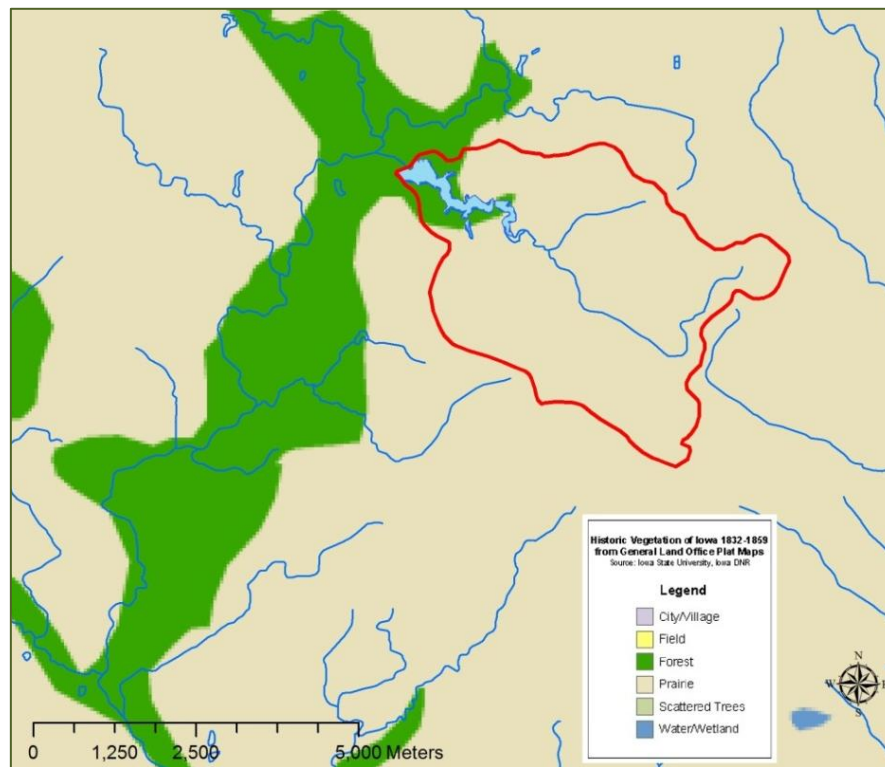 Historic Vegetation of Iowa 1832-1859
from General Land Office Plat Maps
Source: Iowa State University, Iowa DNR
Legend
City/Village
Field
Forest
Prairie
Scattered Trees
Water/Wetland
N
W E
S
0 1,250 2,500 5,000 Meters